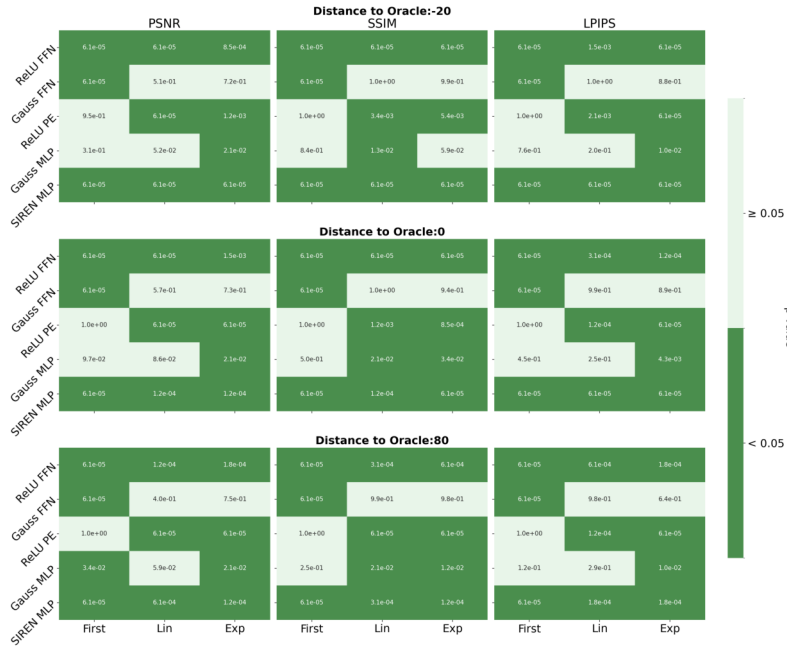 Distance to Oracle:-20
PSNR SSIM LPIPS
ReLU FFN 6.1e-05 6.1e-05 8.5e-04 6.1e-05 6.1e-05 6.1e-05 6.1e-05 1.5e-03 6.1e-05
Gauss FFN 6.1e-05 5.1e-01 7.2e-01 6.1e-05 1.0e+00 9.9e-01 6.1e-05 1.0e+00 8.8e-01
ReLU PE 9.5e-01 6.1e-05 1.2e-03 1.0e+00 3.4e-03 5.4e-03 1.0e+00 2.1e-03 6.1e-05
Gauss MLP 3.1e-01 5.2e-02 2.1e-02 8.4e-01 1.3e-02 5.9e-02 7.6e-01 2.0e-01 1.0e-02
SIREN MLP 6.1e-05 6.1e-05 6.1e-05 6.1e-05 6.1e-05 6.1e-05 6.1e-05 6.1e-05 6.1e-05
≥ 0.05
Distance to Oracle:0
ReLU FFN 6.1e-05 6.1e-05 1.5e-03 6.1e-05 6.1e-05 6.1e-05 6.1e-05 3.1e-04 1.2e-04
Gauss FFN 6.1e-05 5.7e-01 7.3e-01 6.1e-05 1.0e+00 9.4e-01 6.1e-05 9.9e-01 8.9e-01
ReLU PE 1.0e+00 6.1e-05 6.1e-05 1.0e+00 1.2e-03 8.5e-04 1.0e+00 1.2e-04 6.1e-05
Gauss MLP 9.7e-02 8.6e-02 2.1e-02 5.0e-01 2.1e-02 3.4e-02 4.5e-01 2.5e-01 4.3e-03
SIREN MLP 6.1e-05 1.2e-04 1.2e-04 6.1e-05 1.2e-04 6.1e-05 6.1e-05 6.1e-05 6.1e-05
Distance to Oracle:80
< 0.05
ReLU FFN 6.1e-05 1.2e-04 1.8e-04 6.1e-05 3.1e-04 6.1e-04 6.1e-05 6.1e-04 1.8e-04
Gauss FFN 6.1e-05 4.0e-01 7.5e-01 6.1e-05 9.9e-01 9.8e-01 6.1e-05 9.8e-01 6.4e-01
ReLU PE 1.0e+00 6.1e-05 6.1e-05 1.0e+00 6.1e-05 6.1e-05 1.0e+00 1.2e-04 6.1e-05
Gauss MLP 3.4e-02 5.9e-02 2.1e-02 2.5e-01 2.1e-02 1.2e-02 1.2e-01 2.9e-01 1.0e-02
SIREN MLP 6.1e-05 6.1e-04 1.2e-04 6.1e-05 3.1e-04 1.2e-04 6.1e-05 1.8e-04 1.8e-04
First Lin Exp First Lin Exp First Lin Exp